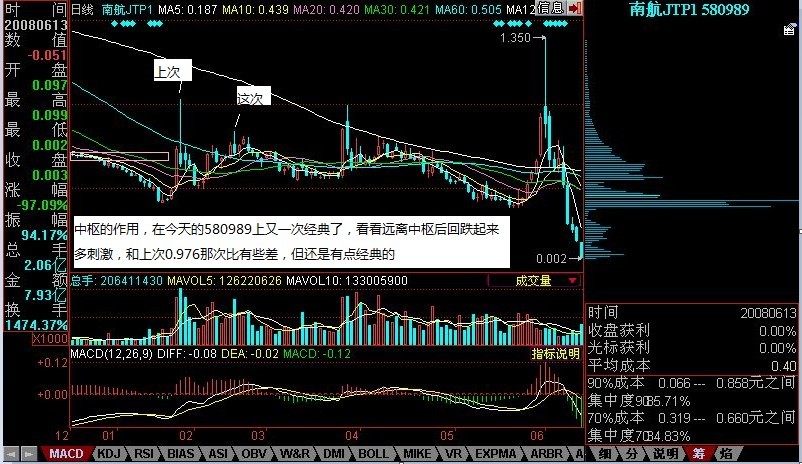 时 间 日线 南航JTP1 MA5: 0.187 MA10: 0.439 MA20: 0.420 MA30: 0.421 MA60: 0.505 MA12 信息 南航JTP1 580989
20080613
数 值
-0.051
开 盘
0.097
最 高
0.099
最 低
0.002
收 盘
0.003
涨 幅
-97.09%
振 幅
94.17%
总 手
2.06亿
金 额
7.93亿
换 手
1474.37%
X1000
1.350
上次
这次
中枢的作用，在今天的580989上又一次经典了，看看远离中枢后回跌起来
多刺激，和上次0.976那次比有些差，但还是有点经典的
0.002
总手: 206411430 MAVOL5: 126220626 MAVOL10: 133005900 成交量
MACD(12,26,9) DIFF: -0.08 DEA: -0.02 MACD: -0.12 指标说明
+0.12
+0.00
12 01 02 03 04 05 06
时间 20080613
收盘获利 0.00%
光标获利 0.00%
平均成本 0.40
90%成本 0.066 --- 0.858元之间
集中度90 85.71%
70%成本 0.319 --- 0.660元之间
集中度70 34.83%
MACD KDJ RSI BIAS ASI OBV W&R DMI BOLL MIKE VR EXPMA ARBR A 细 分 说明 筹 焰